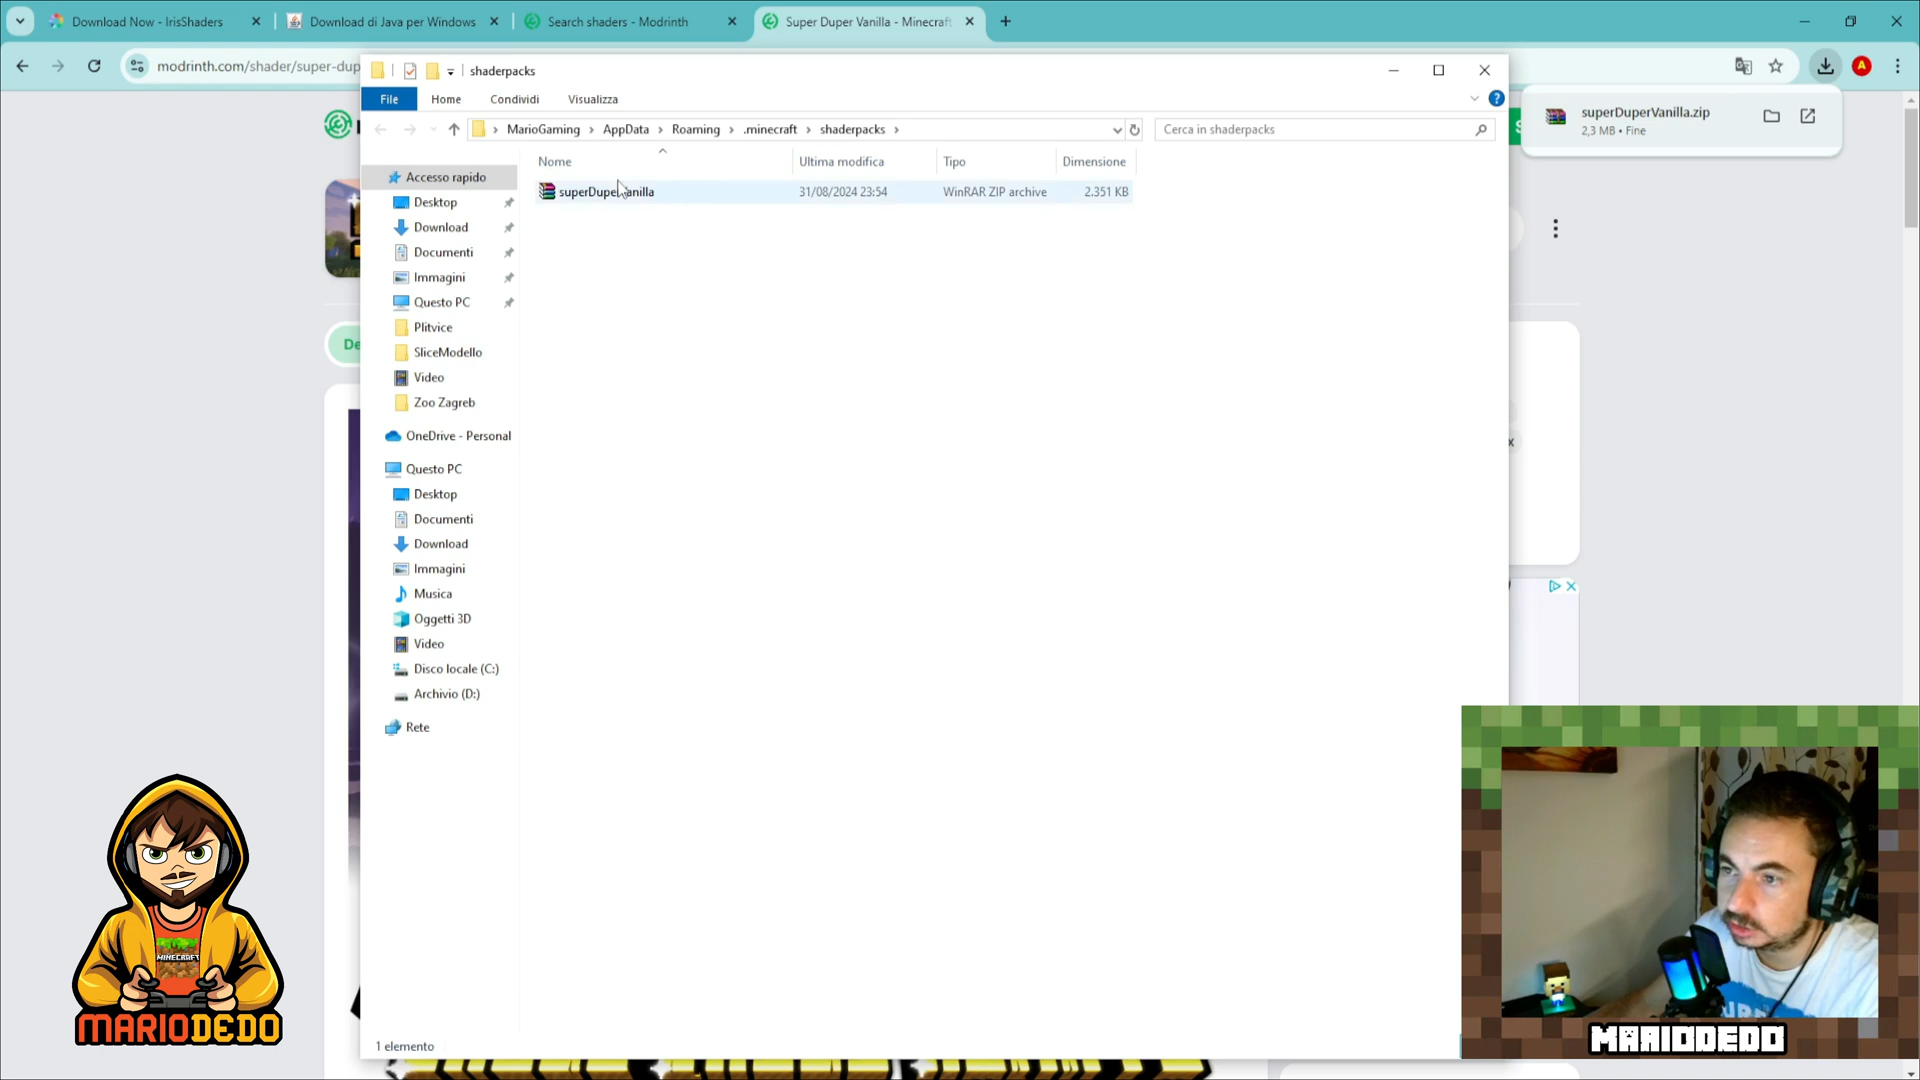 Download Now - IrisShaders
Download di Java per Windows
Search shaders - Modrinth
Super Duper Vanilla - Minecraft
modrinth.com/shader/super-dup
A
shaderpacks
File
Home
Condividi
Visualizza
MarioGaming > AppData > Roaming > .minecraft > shaderpacks >
Cerca in shaderpacks
superDuperVanilla.zip
2,3 MB • Fine
Nome
Ultima modifica
Tipo
Dimensione
superDuperVanilla
31/08/2024 23:54
WinRAR ZIP archive
2.351 KB
Accesso rapido
Desktop
Download
Documenti
Immagini
Questo PC
Plitvice
SliceModello
Video
Zoo Zagreb
OneDrive - Personal
Questo PC
Desktop
Documenti
Download
Immagini
Musica
Oggetti 3D
Video
Disco locale (C:)
Archivio (D:)
Rete
1 elemento
De
MINECRAFT
MARIODEDO
MARIODEDO